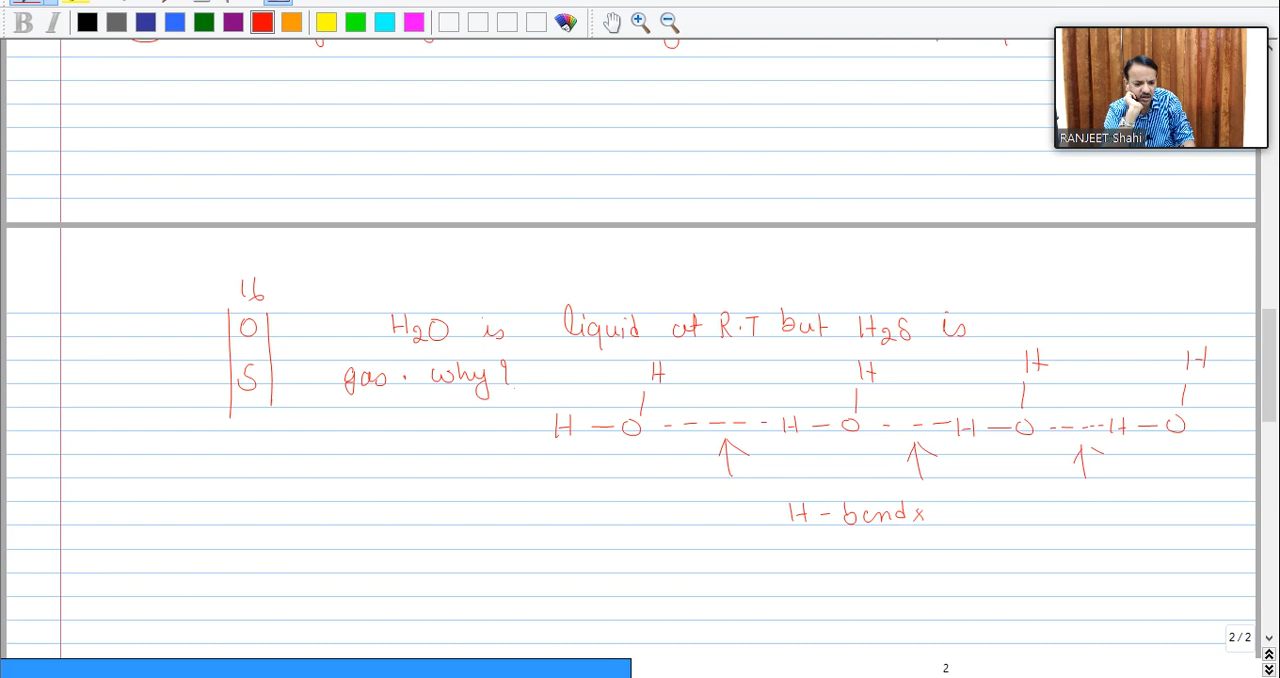 B I
RANJEET Shahi
16
O
S
H2O is liquid at R.T but H2S is
gas. why?
H H H H
H — O ------ H — O ---- H — O ----- H — O
H - bonds
2 / 2
2